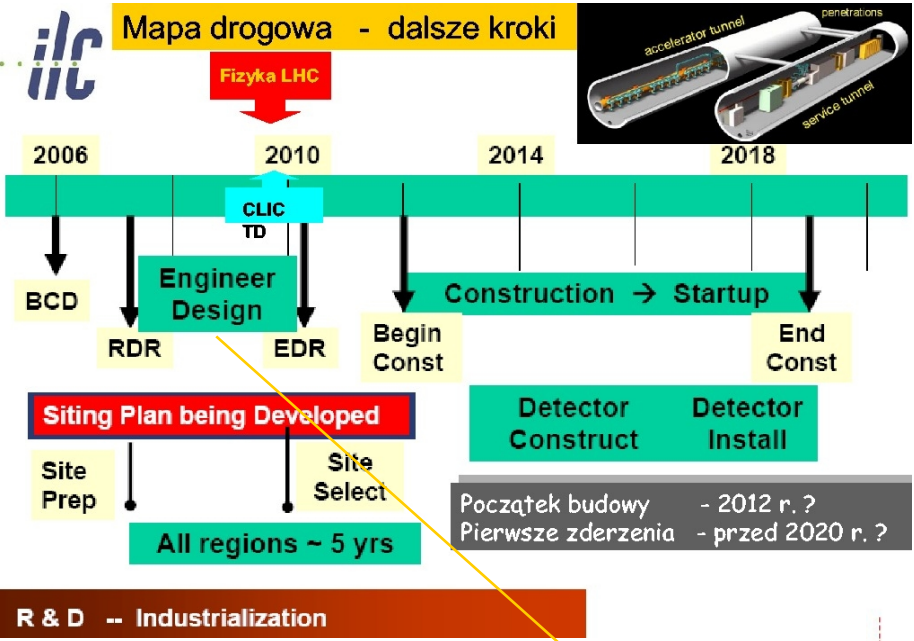 ilc
Mapa drogowa - dalsze kroki
accelerator tunnel
penetrations
service tunnel
Fizyka LHC
2006
2010
2014
2018
CLIC
TD
BCD
Engineer
Design
RDR
EDR
Construction → Startup
Begin
Const
End
Const
Siting Plan being Developed
Detector
Construct
Detector
Install
Site
Prep
Site
Select
Początek budowy - 2012 r. ?
Pierwsze zderzenia - przed 2020 r. ?
All regions ~ 5 yrs
R & D -- Industrialization